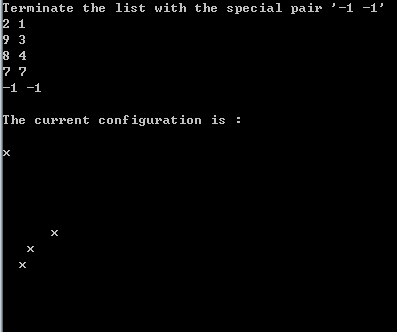 Terminate the list with the special pair '-1 -1'
2 1
9 3
8 4
7 7
-1 -1
The current configuration is :
x
x
x
x